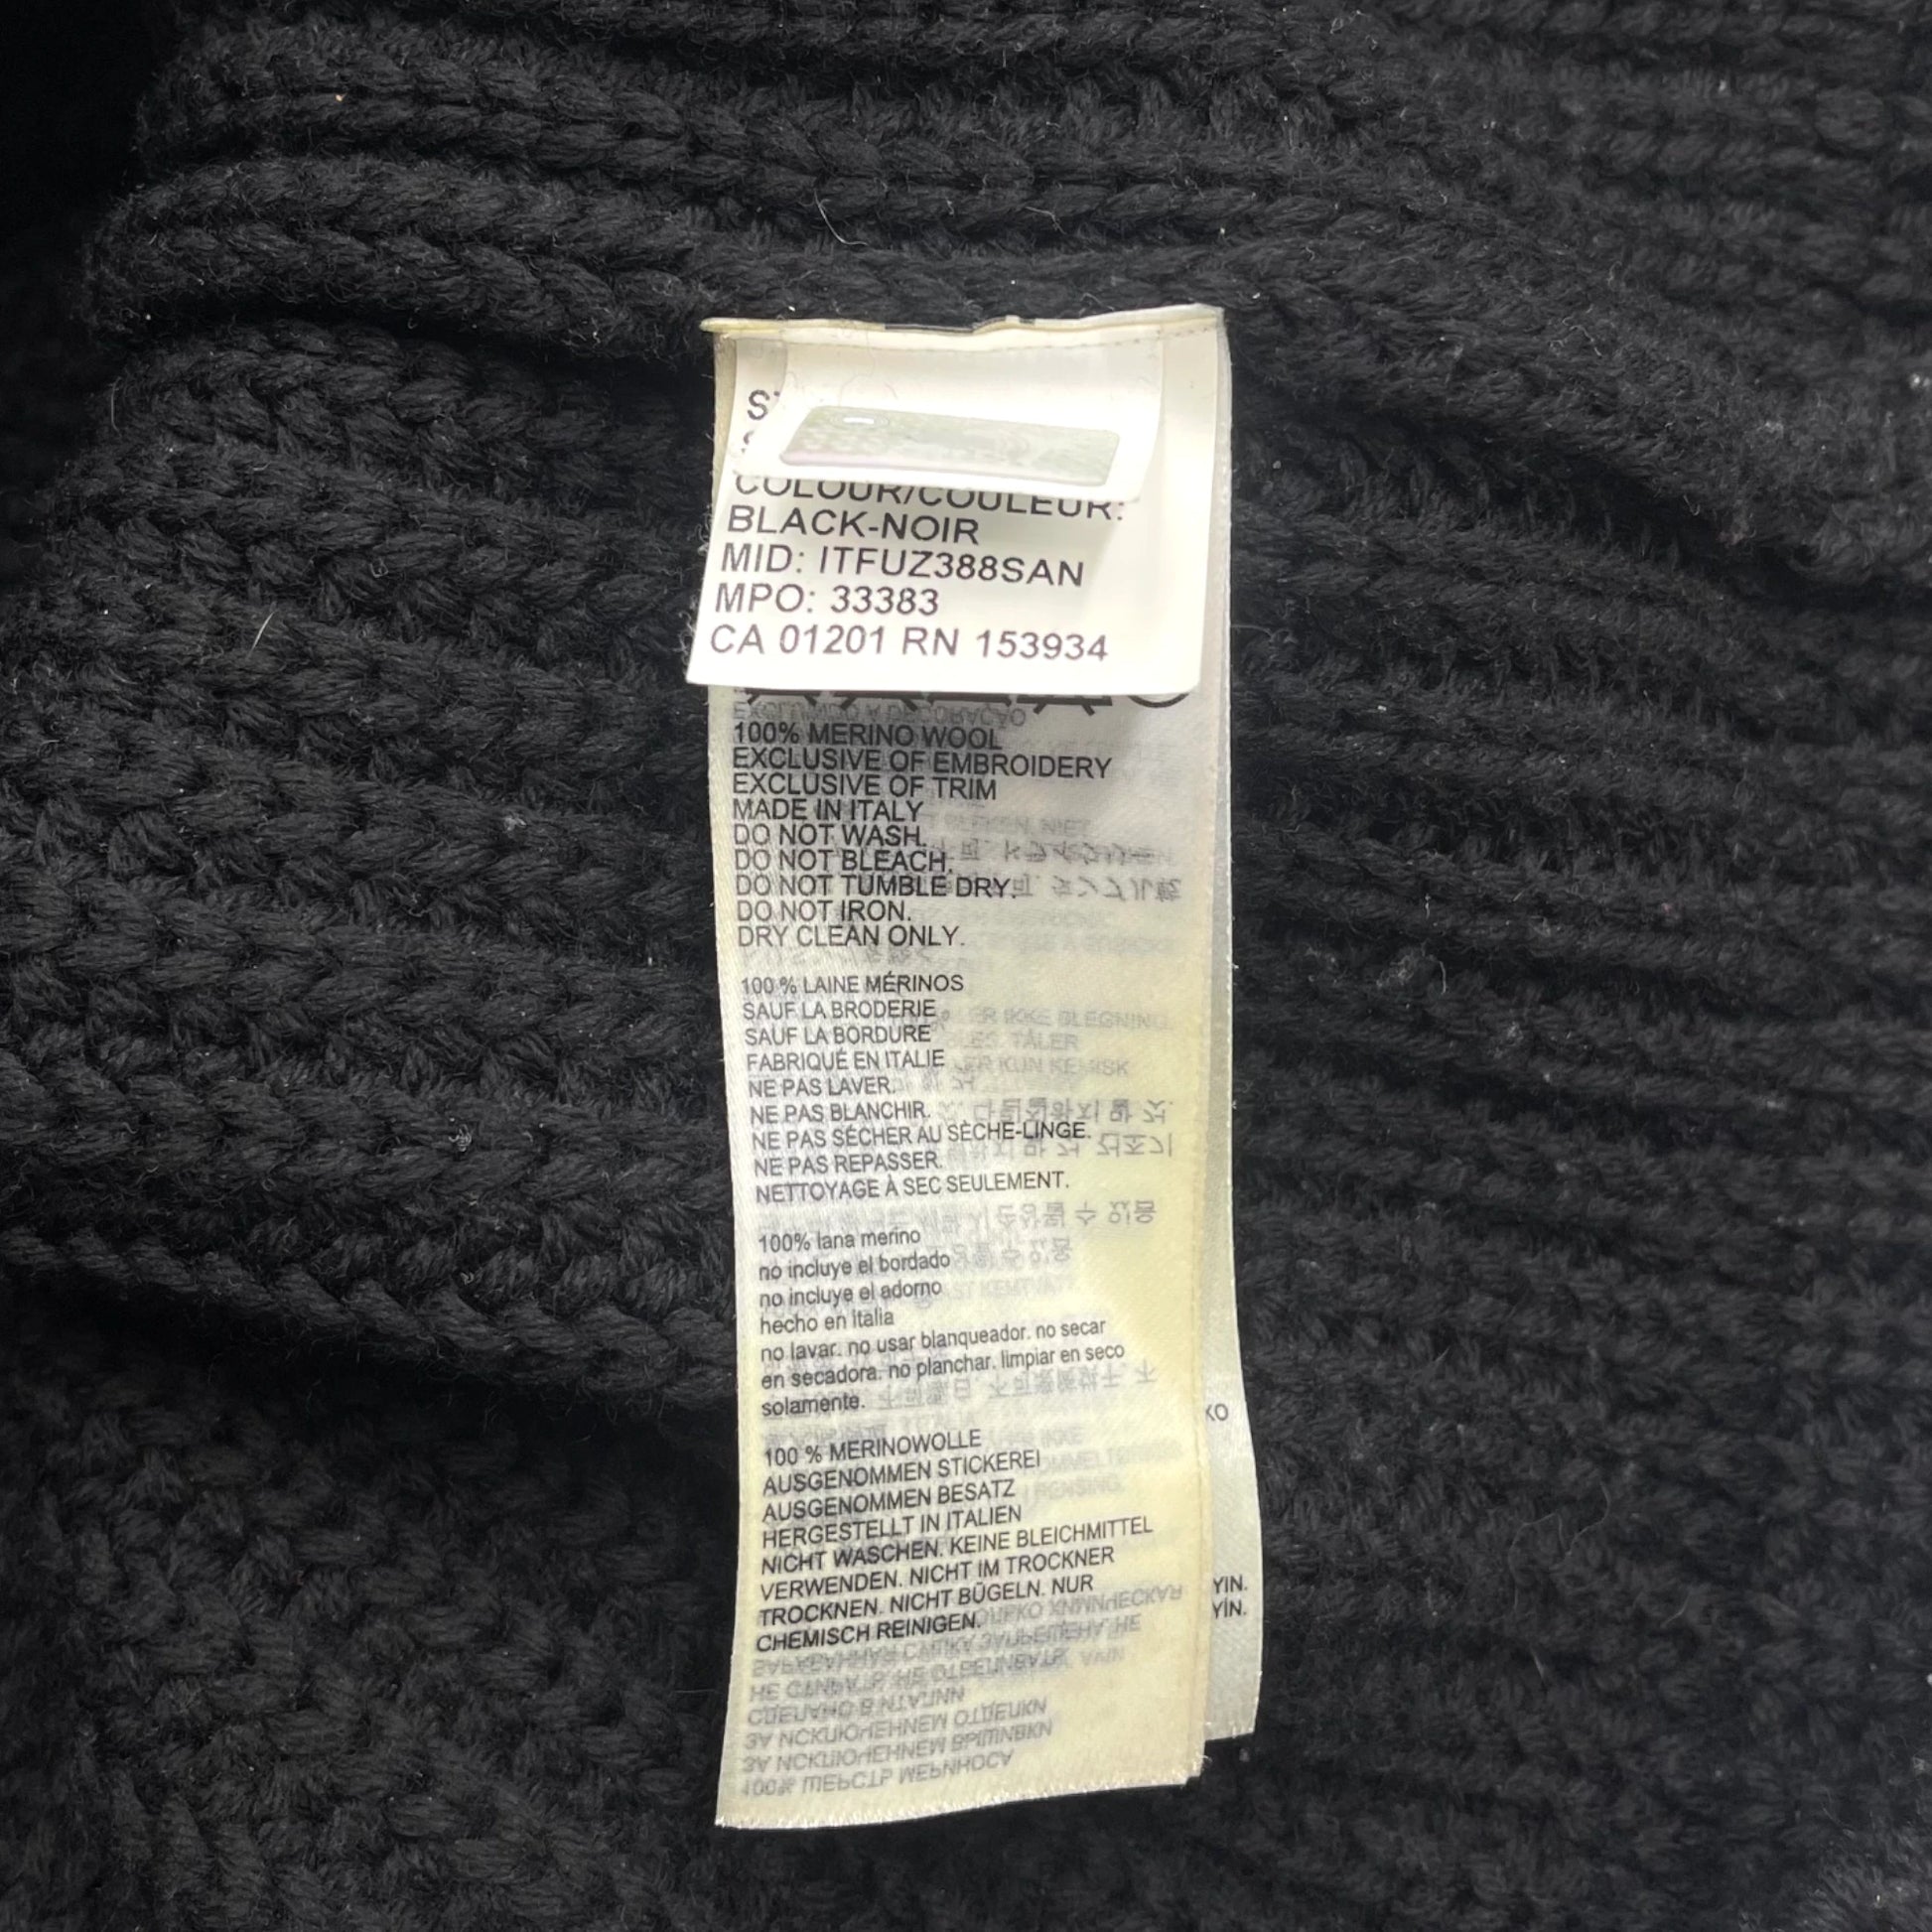 COLOUR/COULEUR:
BLACK-NOIR
MID: ITFUZ388SAN
MPO: 33383
CA 01201 RN 153934
100% MERINO WOOL
EXCLUSIVE OF EMBROIDERY
EXCLUSIVE OF TRIM
MADE IN ITALY
DO NOT WASH.
DO NOT BLEACH.
DO NOT TUMBLE DRY.
DO NOT IRON.
DRY CLEAN ONLY.
100 % LAINE MÉRINOS
SAUF LA BRODERIE
SAUF LA BORDURE
FABRIQUÉ EN ITALIE
NE PAS LAVER.
NE PAS BLANCHIR.
NE PAS SÉCHER AU SÈCHE-LINGE.
NE PAS REPASSER.
NETTOYAGE À SEC SEULEMENT.
100% lana merino
no incluye el bordado
no incluye el adorno
hecho en Italia
no lavar. no usar blanqueador. no secar
en secadora. no planchar. limpiar en seco
solamente.
100 % MERINOWOLLE
AUSGENOMMEN STICKEREI
AUSGENOMMEN BESATZ
HERGESTELLT IN ITALIEN
NICHT WASCHEN. KEINE BLEICHMITTEL
VERWENDEN. NICHT IM TROCKNER
TROCKNEN. NICHT BÜGELN. NUR
CHEMISCH REINIGEN.